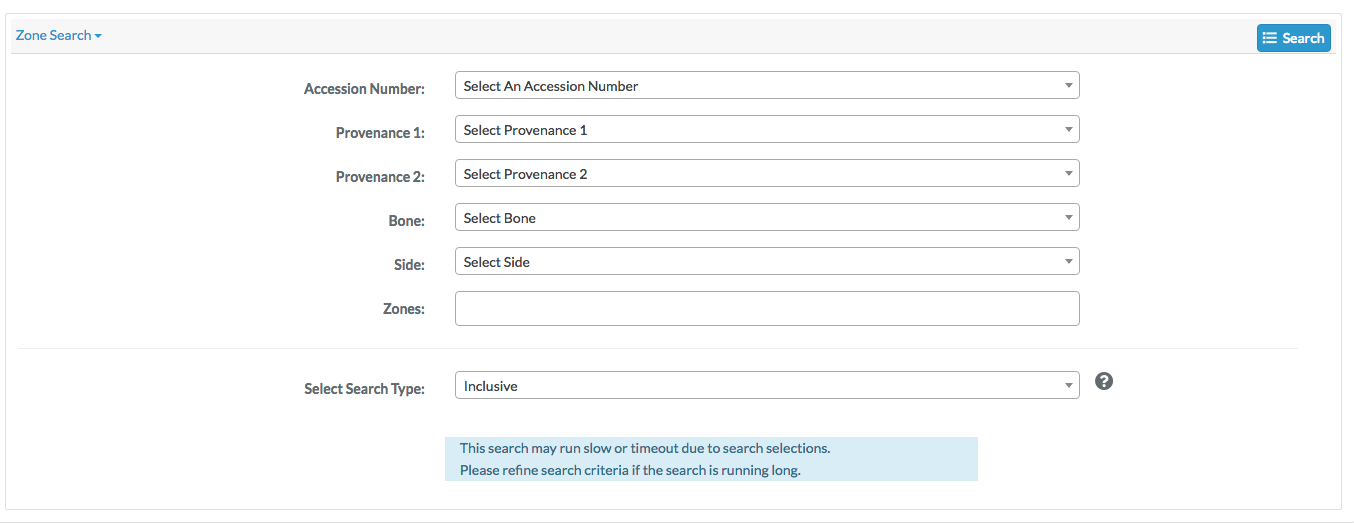 Zone Search
Search
Accession Number: Select An Accession Number
Provenance 1: Select Provenance 1
Provenance 2: Select Provenance 2
Bone: Select Bone
Side: Select Side
Zones:
Select Search Type: Inclusive ?
This search may run slow or timeout due to search selections.
Please refine search criteria if the search is running long.